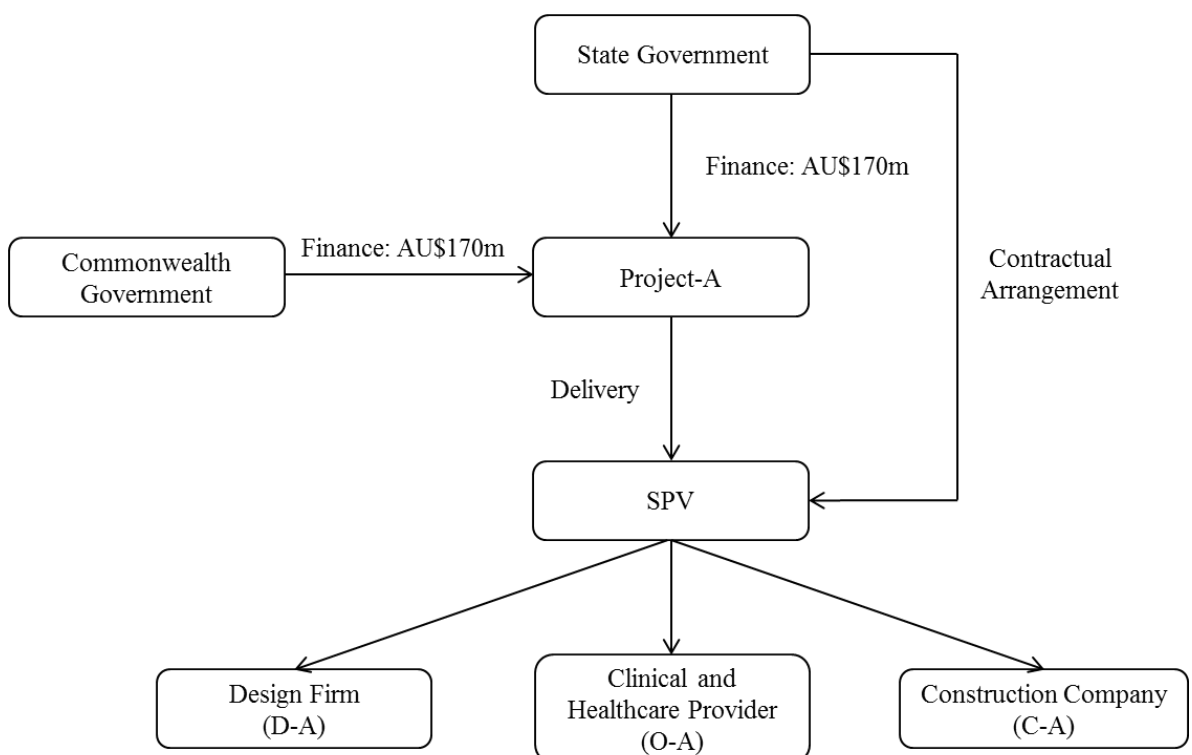 State Government
Finance: AU$170m
Commonwealth
Government
Finance: AU$170m
Project-A
Contractual
Arrangement
Delivery
SPV
Design Firm
(D-A)
Clinical and
Healthcare Provider
(O-A)
Construction Company
(C-A)